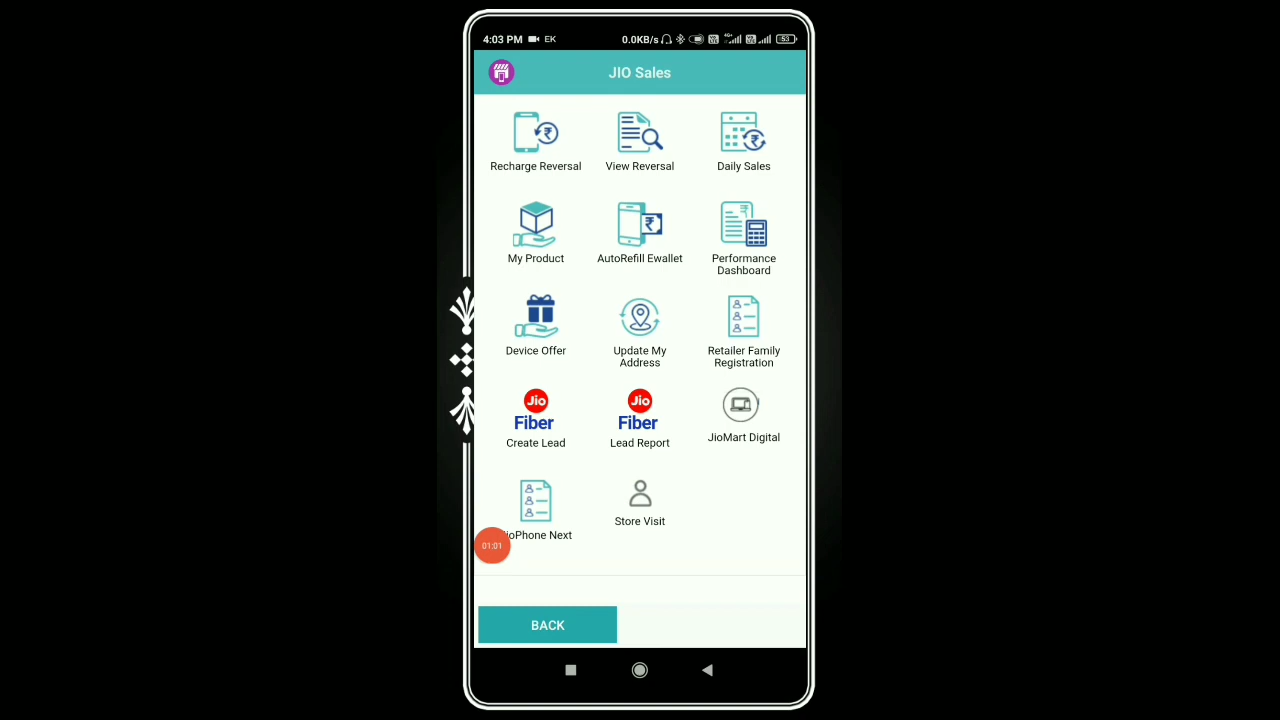 4:03 PM EK 0.0KB/s 53
JIO Sales
Recharge Reversal View Reversal Daily Sales
My Product AutoRefill Ewallet Performance
Dashboard
Device Offer Update My Retailer Family
Address Registration
Jio Jio
Fiber Fiber
Create Lead Lead Report JioMart Digital
Store Visit
ioPhone Next
01:01
BACK